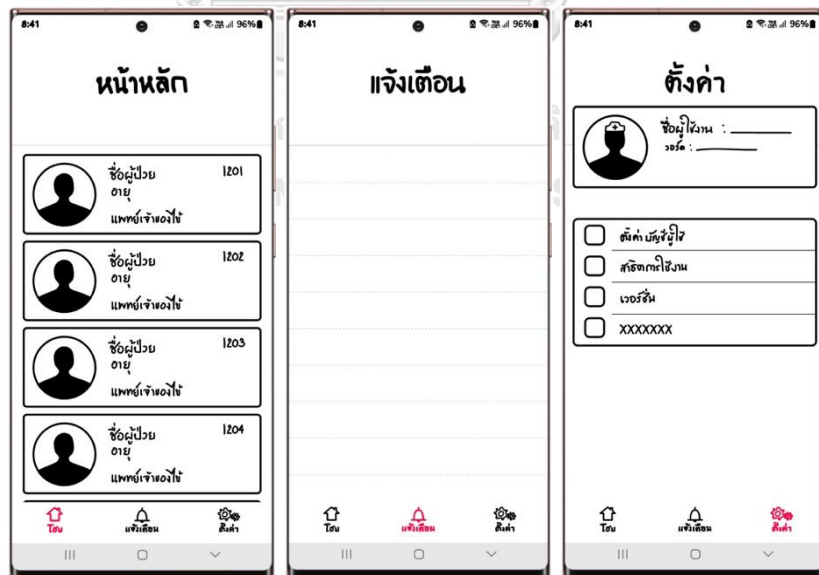 8:41
96%
หน้าหลัก
ชื่อผู้ป่วย 1201
อายุ
แพทย์เจ้าของไข้
ชื่อผู้ป่วย 1202
อายุ
แพทย์เจ้าของไข้
ชื่อผู้ป่วย 1203
อายุ
แพทย์เจ้าของไข้
ชื่อผู้ป่วย 1204
อายุ
แพทย์เจ้าของไข้
โฮม แจ้งเตือน ตั้งค่า
8:41
96%
แจ้งเตือน
โฮม แจ้งเตือน ตั้งค่า
8:41
96%
ตั้งค่า
ชื่อผู้ใช้งาน :
วอร์ด :
ตั้งค่า บัญชีผู้ใช้
สาธิตการใช้งาน
เวอร์ชั่น
XXXXXXX
โฮม แจ้งเตือน ตั้งค่า